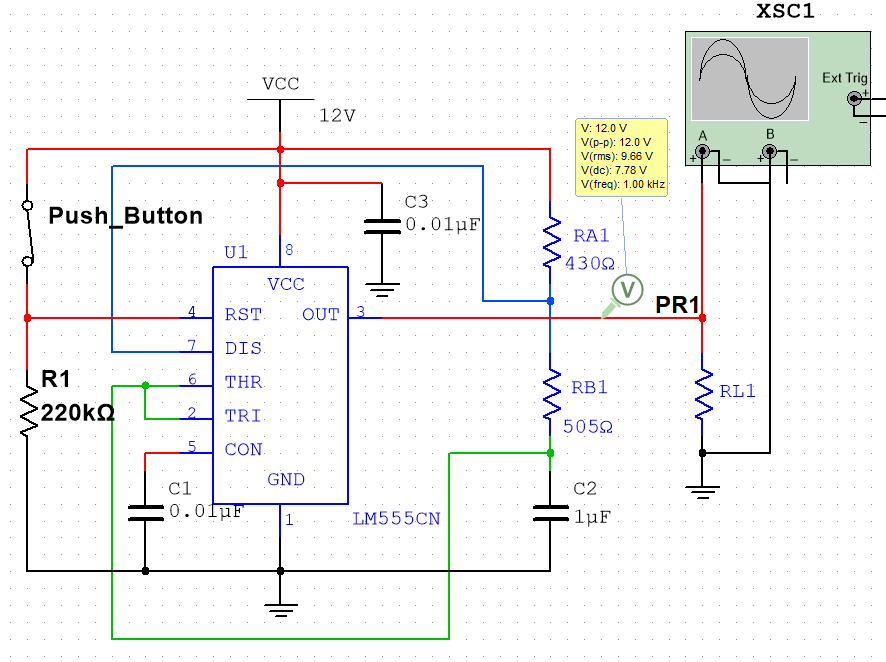 XSC1
Ext Trig
+
−
A
B
+
−
+
−
VCC
12V
V: 12.0 V
V(p-p): 12.0 V
V(rms): 9.66 V
V(dc): 7.78 V
V(freq): 1.00 kHz
Push_Button
C3
0.01µF
RA1
430Ω
U1
8
VCC
V
PR1
4
RST
OUT
3
7
DIS
6
THR
2
TRI
5
CON
GND
1
LM555CN
R1
220kΩ
C1
0.01µF
RB1
505Ω
RL1
C2
1µF